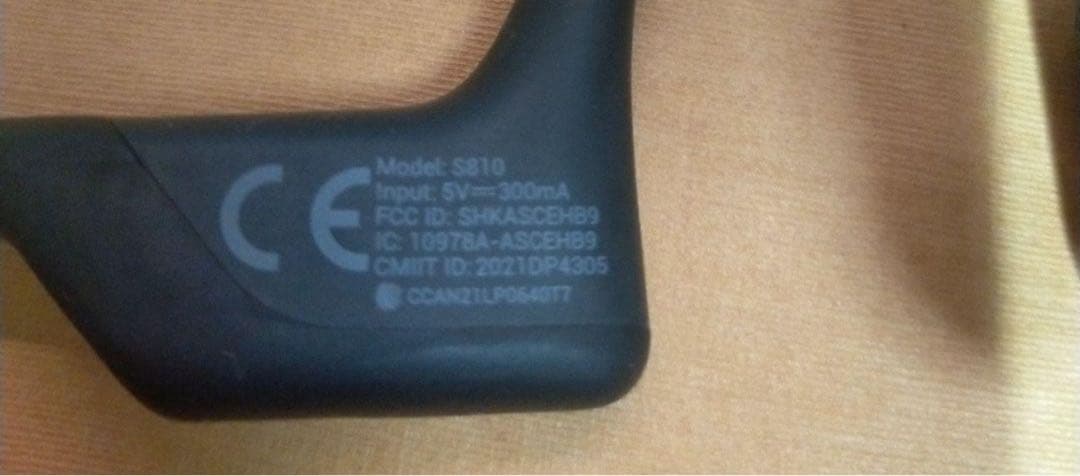 CE
Model: S810
Input: 5V⎓300mA
FCC ID: SHKASCEHB9
IC: 10978A-ASCEHB9
CMIIT ID: 2021DP4305
CCAN21LP0640T7